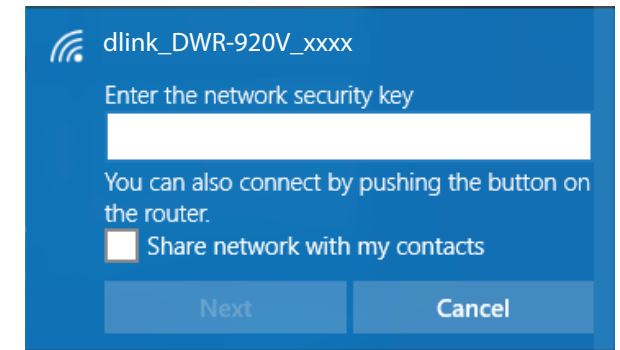 dlink_DWR-920V_xxxx
Enter the network security key
You can also connect by pushing the button on
the router.
Share network with my contacts
Next
Cancel